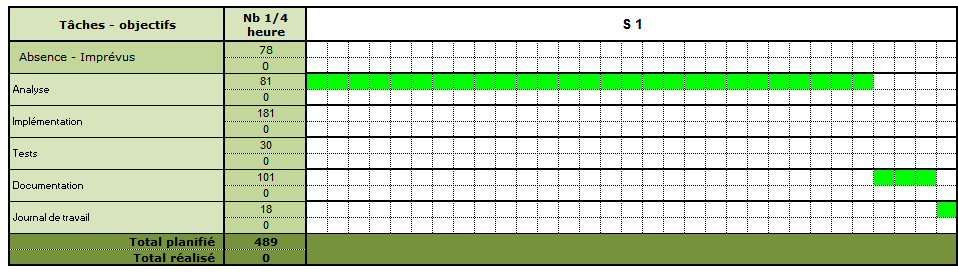 Tâches - objectifs
Nb 1/4
heure
S 1
Absence - Imprévus
78
0
Analyse
81
0
Implémentation
181
0
Tests
30
0
Documentation
101
0
Journal de travail
18
0
Total planifié 489
Total réalisé 0